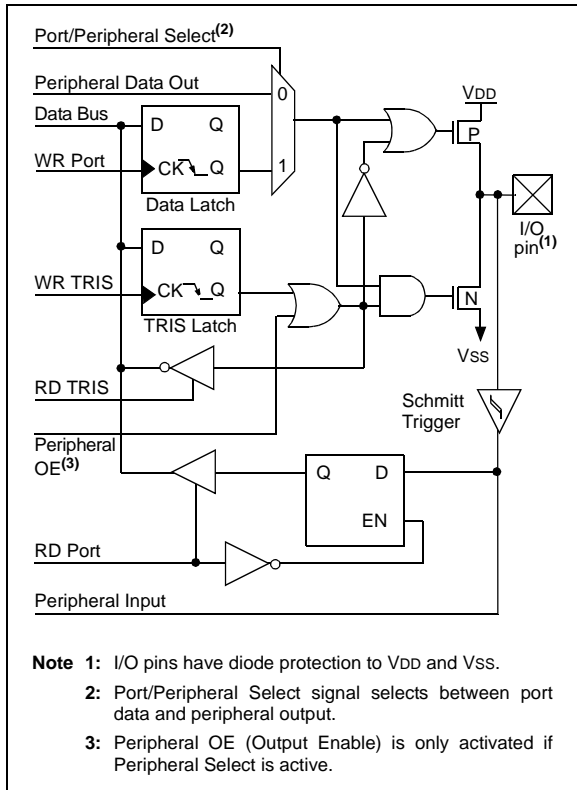 Port/Peripheral Select(2)
Peripheral Data Out
Data Bus
WR Port
D Q
CK Q
Data Latch
0
1
VDD
P
I/O
pin(1)
D Q
WR TRIS
CK Q
TRIS Latch
N
VSS
RD TRIS
Schmitt
Trigger
Peripheral
OE(3)
Q D
EN
RD Port
Peripheral Input
Note 1: I/O pins have diode protection to VDD and VSS.
2: Port/Peripheral Select signal selects between port
data and peripheral output.
3: Peripheral OE (Output Enable) is only activated if
Peripheral Select is active.